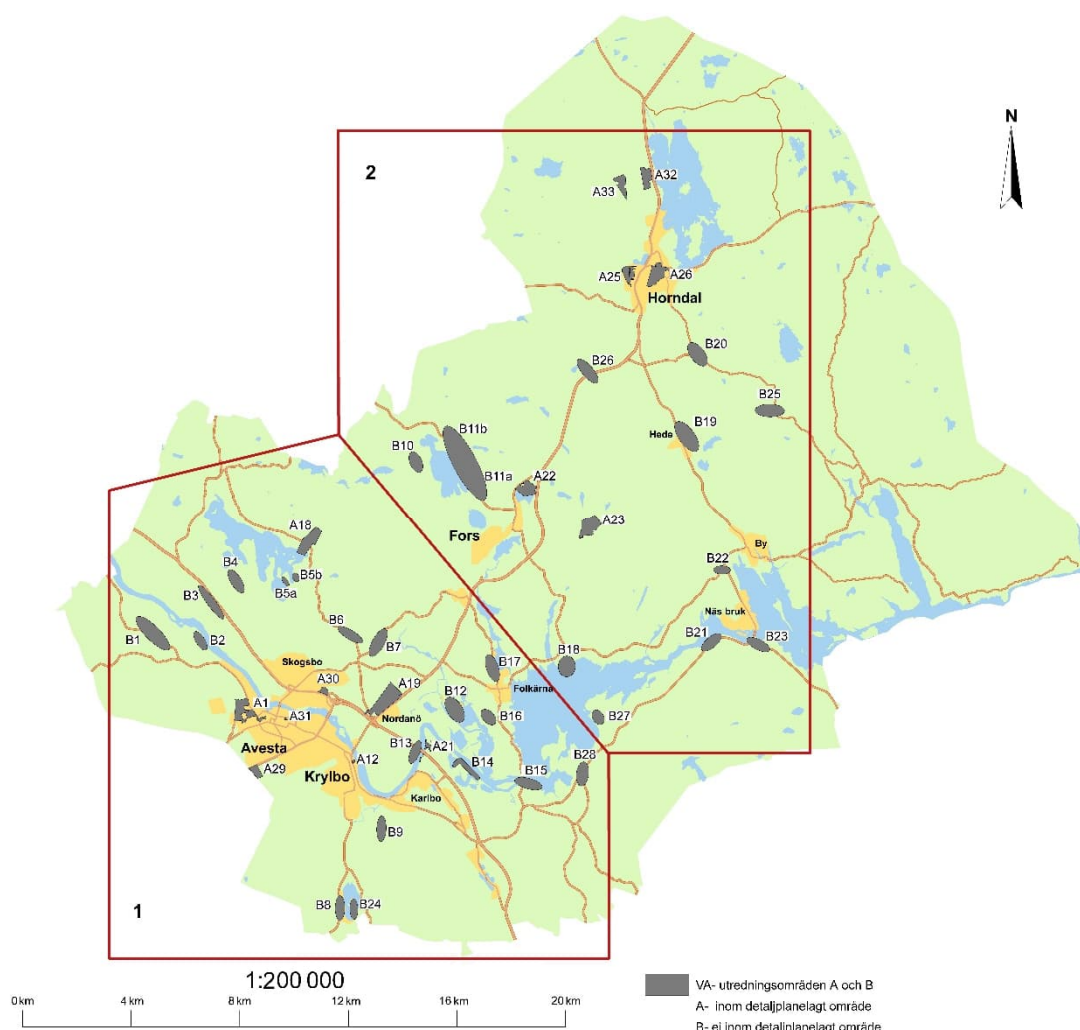 N
2
A33
A32
A25
A26
Horndal
B20
B26
B25
B19
Hede
B11b
B10
B11a
A22
A23
Fors
By
B22
Näs bruk
B21
B23
A18
B4
B5b
B5a
B3
B1
B2
B6
B7
B18
B17
Skogsbo
Folkärna
A30
A19
B12
B16
B27
A1
A31
Nordanö
Avesta
B13
A21
A12
B14
B28
A29
Krylbo
B15
Karlbo
B9
B8
B24
1
1:200 000
0 km
4 km
8 km
12 km
16 km
20 km
VA- utredningsområden A och B
A- inom detaljplanelagt område
B- ej inom detaljplanelagt område